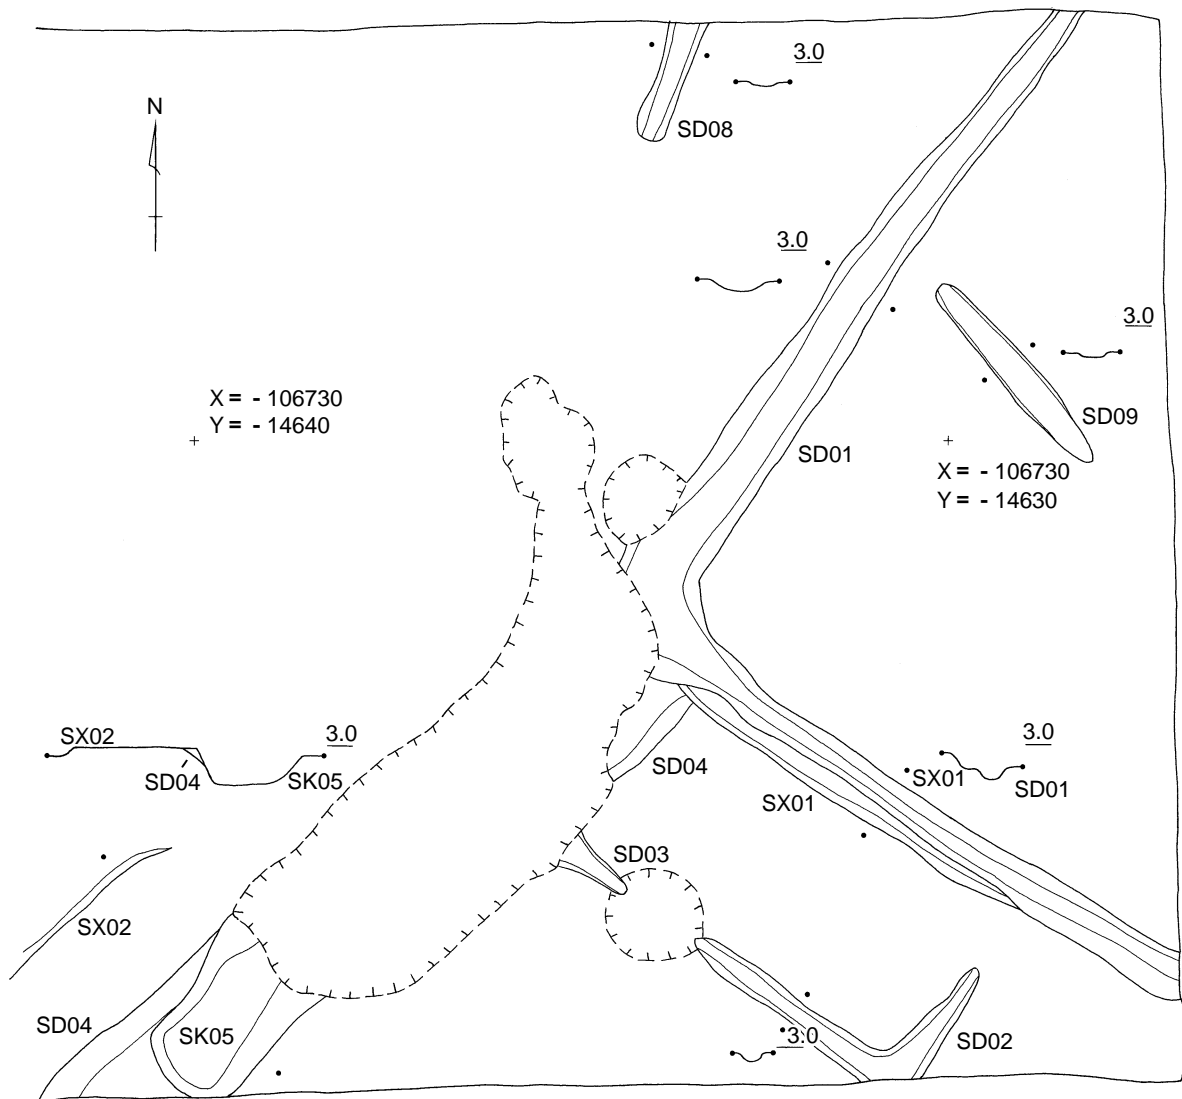 3.0
N
SD08
3.0
3.0
X = - 106730
Y = - 14640
SD09
SD01
X = - 106730
Y = - 14630
SX02
3.0
SD04
SK05
SD04
SX01
3.0
SX01
SD01
SD03
SX02
SD04
SK05
3.0
SD02